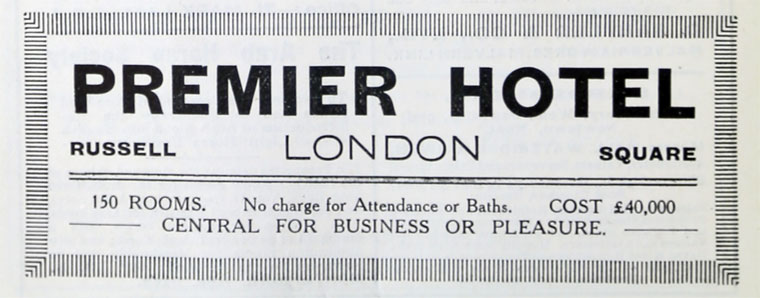 PREMIER HOTEL
RUSSELL LONDON SQUARE
150 ROOMS. No charge for Attendance or Baths. COST £40,000
CENTRAL FOR BUSINESS OR PLEASURE.